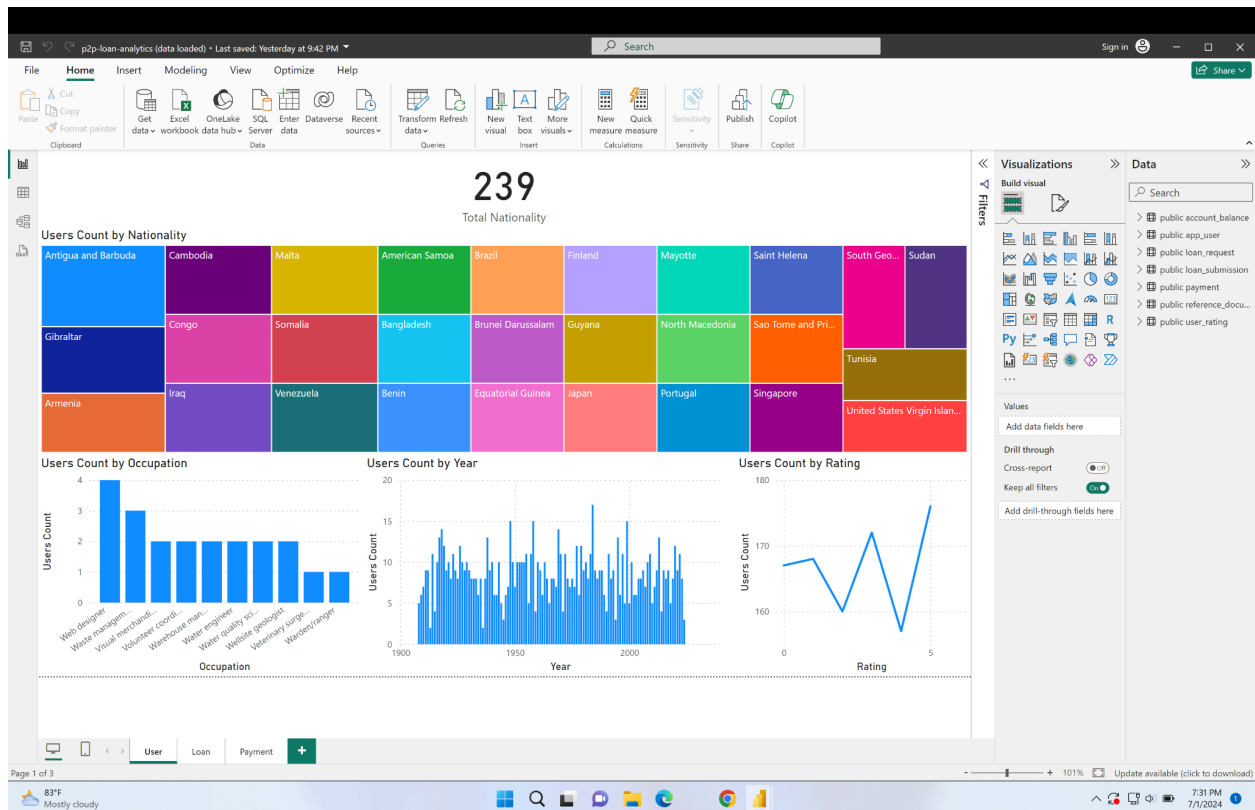 p2p-loan-analytics (data loaded) • Last saved: Yesterday at 9:42 PM
Search
Sign in
File Home Insert Modeling View Optimize Help
Share
Paste
Cut
Copy
Format painter
Clipboard
Get data
Excel workbook
OneLake data hub
SQL Server
Enter data
Dataverse
Recent sources
Data
Transform data
Refresh
Queries
New visual
Text box
More visuals
Insert
New measure
Quick measure
Calculations
Sensitivity
Sensitivity
Publish
Share
Copilot
Copilot
239
Total Nationality
Users Count by Nationality
Antigua and Barbuda
Gibraltar
Armenia
Cambodia
Congo
Iraq
Malta
Somalia
Venezuela
American Samoa
Bangladesh
Benin
Brazil
Brunei Darussalam
Equatorial Guinea
Finland
Guyana
Japan
Mayotte
North Macedonia
Portugal
Saint Helena
Sao Tome and Pri...
Singapore
South Geo...
Sudan
Tunisia
United States Virgin Islan...
Users Count by Occupation
Users Count
4
3
2
1
0
Web designer
Waste managem...
Visual merchandi...
Volunteer coordi...
Warehouse man...
Water engineer
Water quality sci...
Wellsite geologist
Veterinary surge...
Warden/ranger
Occupation
Users Count by Year
Users Count
20
15
10
5
0
1900 1950 2000
Year
Users Count by Rating
Users Count
180
170
160
0 5
Rating
Filters
Visualizations
Build visual
123
R
Py
...
Values
Add data fields here
Drill through
Cross-report
Off
Keep all filters
On
Add drill-through fields here
Data
Search
public account_balance
public app_user
public loan_request
public loan_submission
public payment
public reference_docu...
public user_rating
User Loan Payment +
Page 1 of 3
- + 101%
Update available (click to download)
83°F
Mostly cloudy
7:31 PM
7/1/2024
1